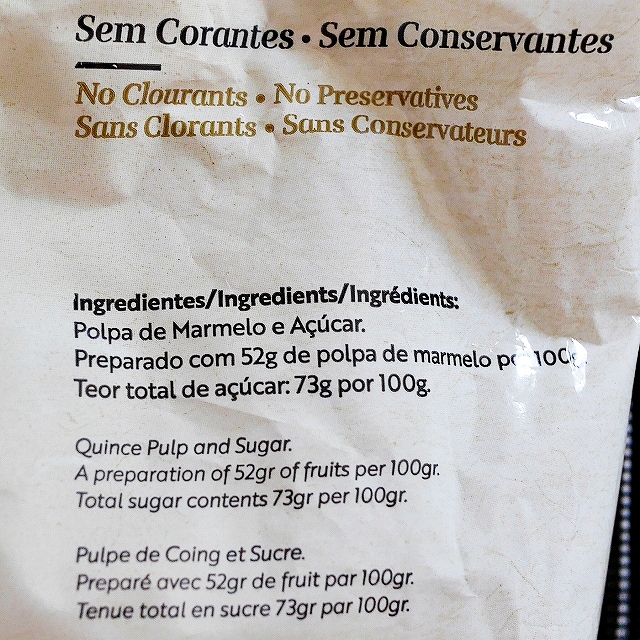 Sem Corantes • Sem Conservantes
No Clourants • No Preservatives
Sans Clorants • Sans Conservateurs
Ingredientes/Ingredients/Ingrédients:
Polpa de Marmelo e Açúcar.
Preparado com 52g de polpa de marmelo por 100g.
Teor total de açúcar: 73g por 100g.
Quince Pulp and Sugar.
A preparation of 52gr of fruits per 100gr.
Total sugar contents 73gr per 100gr.
Pulpe de Coing et Sucre.
Preparé avec 52gr de fruit par 100gr.
Tenue total en sucre 73gr par 100gr.